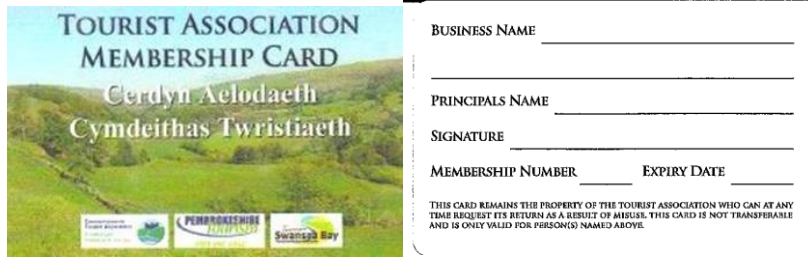 TOURIST ASSOCIATION
MEMBERSHIP CARD
Cerdyn Aelodaeth
Cymdeithas Twristiaeth
PEMBROKESHIRE
TOURISM
Swansea Bay
BUSINESS NAME
PRINCIPALS NAME
SIGNATURE
MEMBERSHIP NUMBER EXPIRY DATE
THIS CARD REMAINS THE PROPERTY OF THE TOURIST ASSOCIATION WHO CAN AT ANY
TIME REQUEST ITS RETURN AS A RESULT OF MISUSE. THIS CARD IS NOT TRANSFERABLE
AND IS ONLY VALID FOR PERSON(S) NAMED ABOVE.